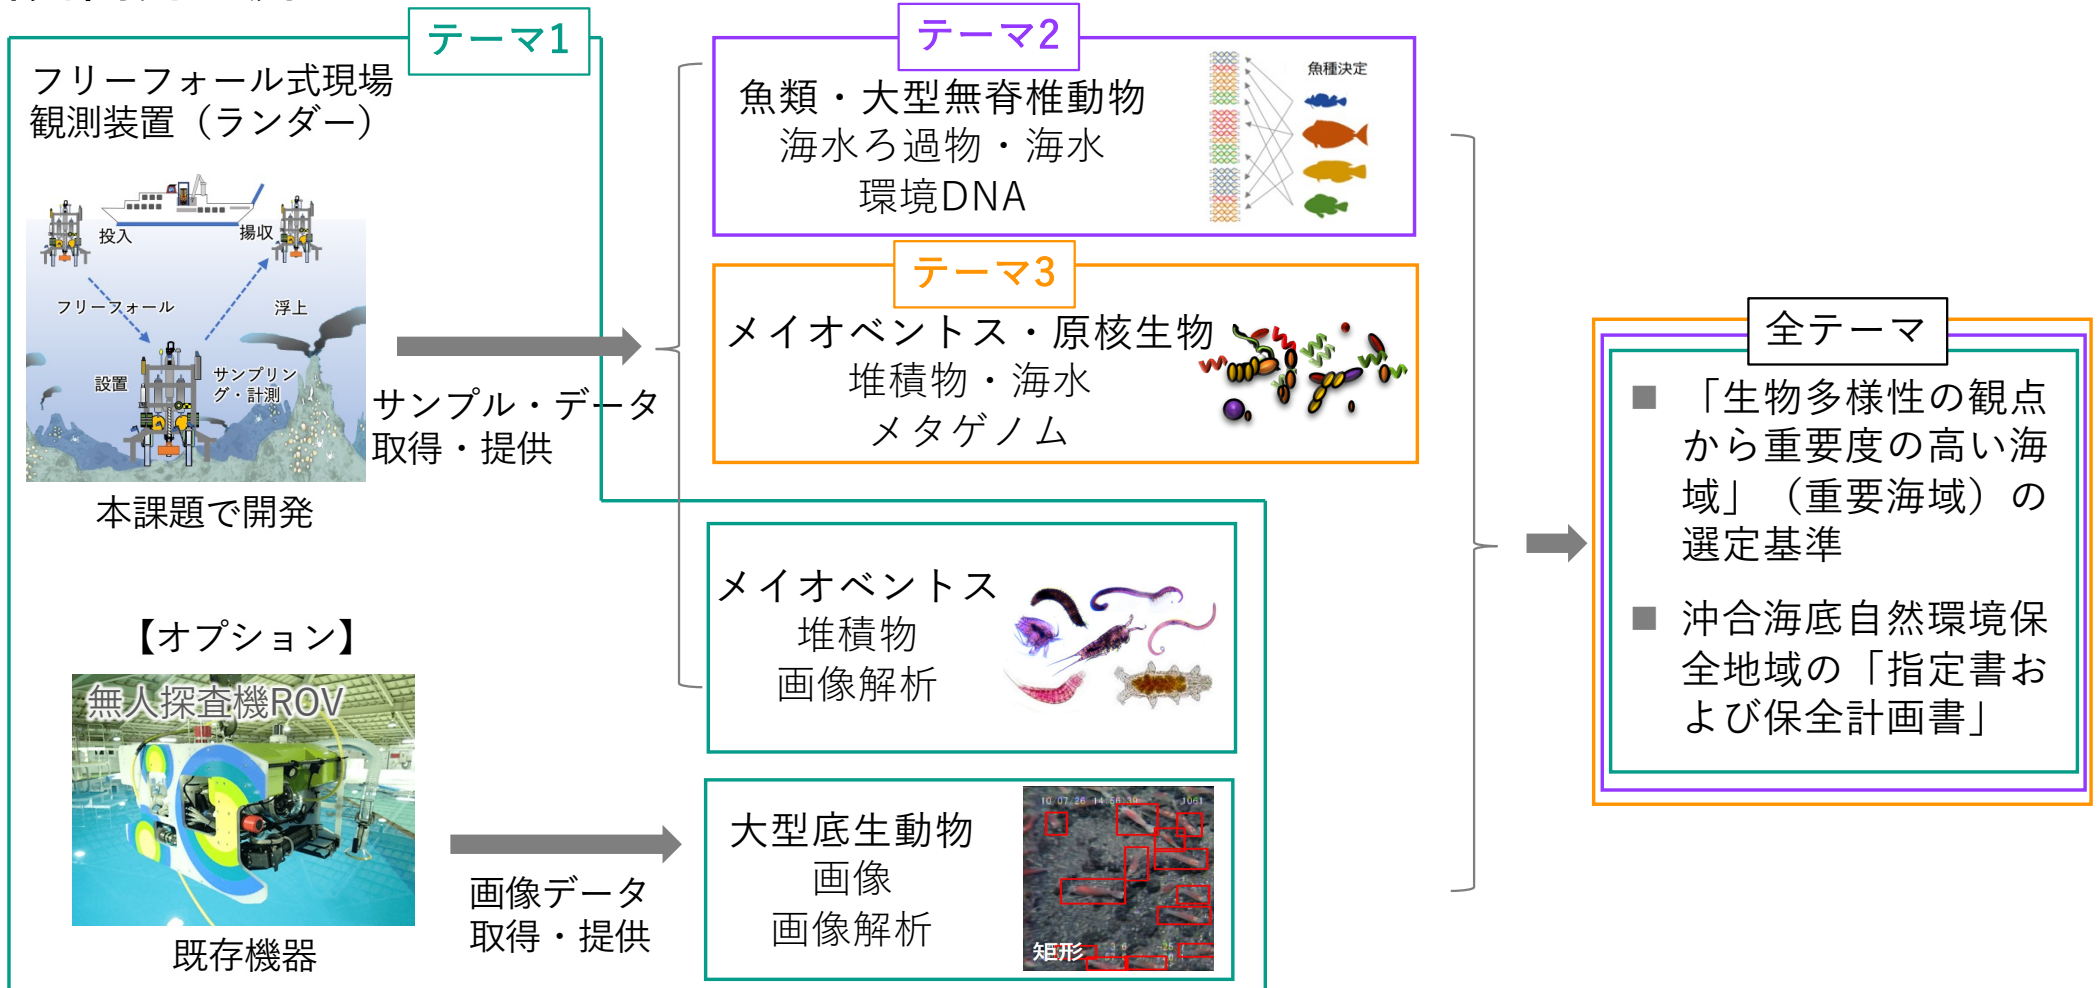 テーマ1
フリーフォール式現場
観測装置（ランダー）
投入
揚収
フリーフォール
浮上
設置
サンプリン
グ・計測
本課題で開発
サンプル・データ
取得・提供
【オプション】
無人探査機ROV
既存機器
画像データ
取得・提供
テーマ2
魚類・大型無脊椎動物
海水ろ過物・海水
環境DNA
魚種決定
テーマ3
メイオベントス・原核生物
堆積物・海水
メタゲノム
メイオベントス
堆積物
画像解析
大型底生動物
画像
画像解析
10/07/26 14:56:39
1061
矩形
全テーマ
■ 「生物多様性の観点
から重要度の高い海
域」（重要海域）の
選定基準
■ 沖合海底自然環境保
全地域の「指定書お
よび保全計画書」